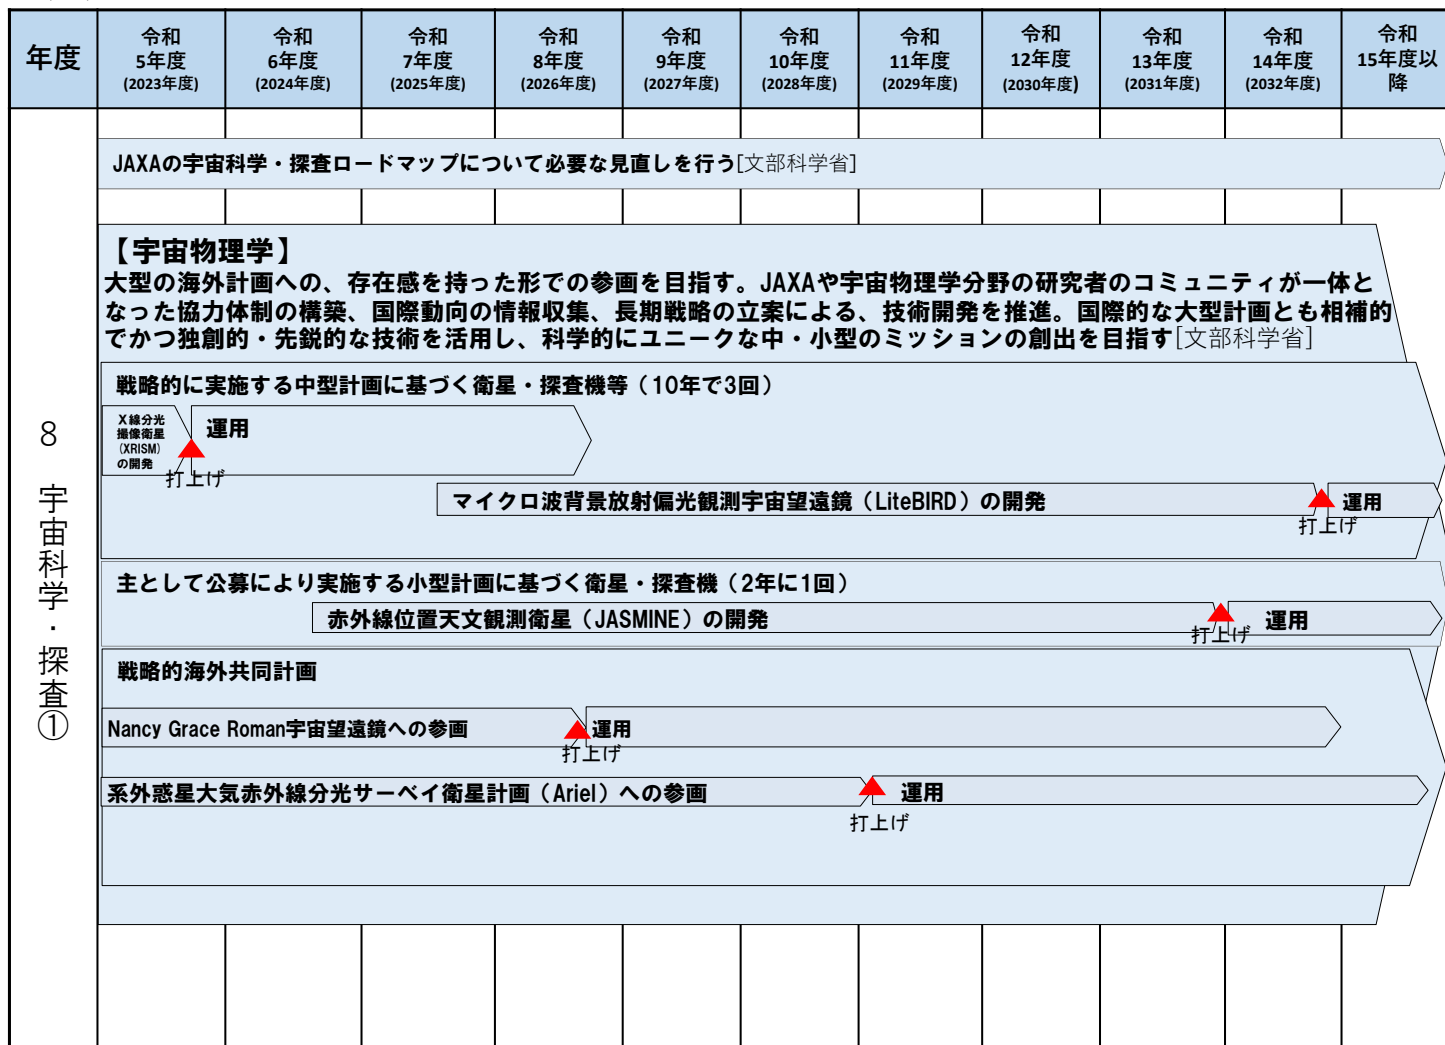 年度
令和
5年度
(2023年度)
令和
6年度
(2024年度)
令和
7年度
(2025年度)
令和
8年度
(2026年度)
令和
9年度
(2027年度)
令和
10年度
(2028年度)
令和
11年度
(2029年度)
令和
12年度
(2030年度)
令和
13年度
(2031年度)
令和
14年度
(2032年度)
令和
15年度以
降
8 宇宙科学・探査①
JAXAの宇宙科学・探査ロードマップについて必要な見直しを行う[文部科学省]
【宇宙物理学】
大型の海外計画への、存在感を持った形での参画を目指す。JAXAや宇宙物理学分野の研究者のコミュニティが一体と
なった協力体制の構築、国際動向の情報収集、長期戦略の立案による、技術開発を推進。国際的な大型計画とも相補的
でかつ独創的・先鋭的な技術を活用し、科学的にユニークな中・小型のミッションの創出を目指す[文部科学省]
戦略的に実施する中型計画に基づく衛星・探査機等（10年で3回）
X線分光
撮像衛星
(XRISM)
の開発
運用
打上げ
マイクロ波背景放射偏光観測宇宙望遠鏡（LiteBIRD）の開発
運用
打上げ
主として公募により実施する小型計画に基づく衛星・探査機（2年に1回）
赤外線位置天文観測衛星（JASMINE）の開発
運用
打上げ
戦略的海外共同計画
Nancy Grace Roman宇宙望遠鏡への参画
運用
打上げ
系外惑星大気赤外線分光サーベイ衛星計画（Ariel）への参画
運用
打上げ